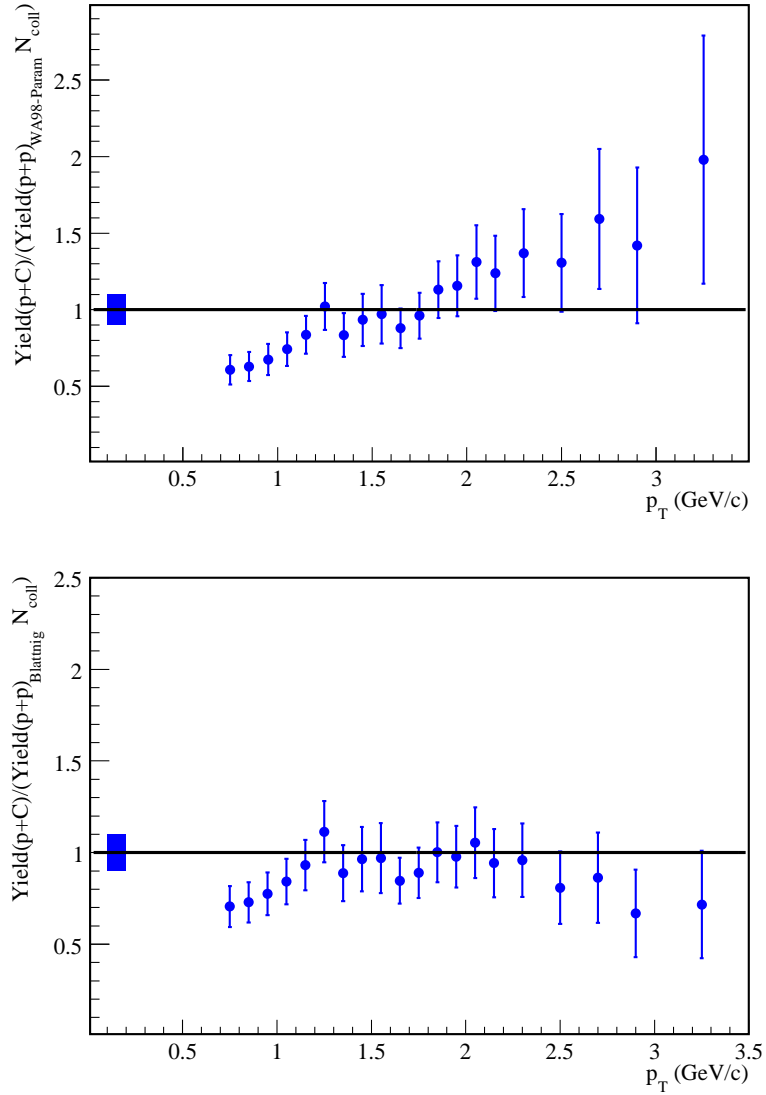 Yield(p+C)/(Yield(p+p)WA98-Param Ncoll)
2.5
2
1.5
1
0.5
0.5 1 1.5 2 2.5 3
pT (GeV/c)
Yield(p+C)/(Yield(p+p)Blattnig Ncoll)
2.5
2
1.5
1
0.5
0.5 1 1.5 2 2.5 3 3.5
pT (GeV/c)